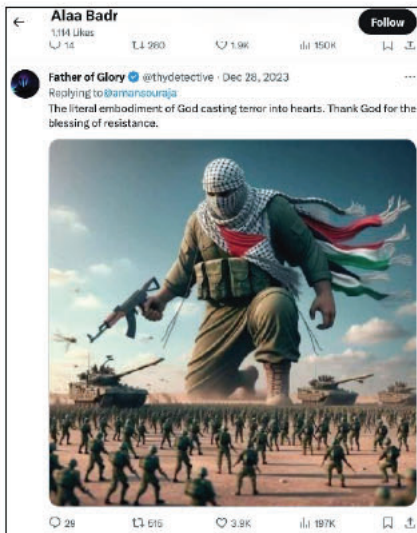 Alaa Badr
1,114 Likes
Follow
14 280 1.9K 150K
Father of Glory @thydetective · Dec 28, 2023
Replying to @amansouraja
The literal embodiment of God casting terror into hearts. Thank God for the
blessing of resistance.
29 515 3.9K 197K